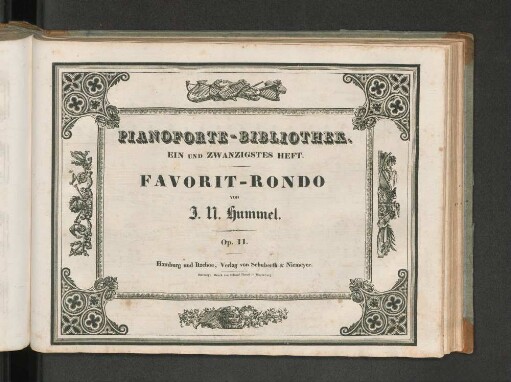 PIANOFORTE-BIBLIOTHEK.
EIN UND ZWANZIGSTES HEFT.
FAVORIT-RONDO
von
J. N. Hummel.
Op. 11.
Hamburg und Itzehoe, Verlag von Schuberth & Niemeyer.